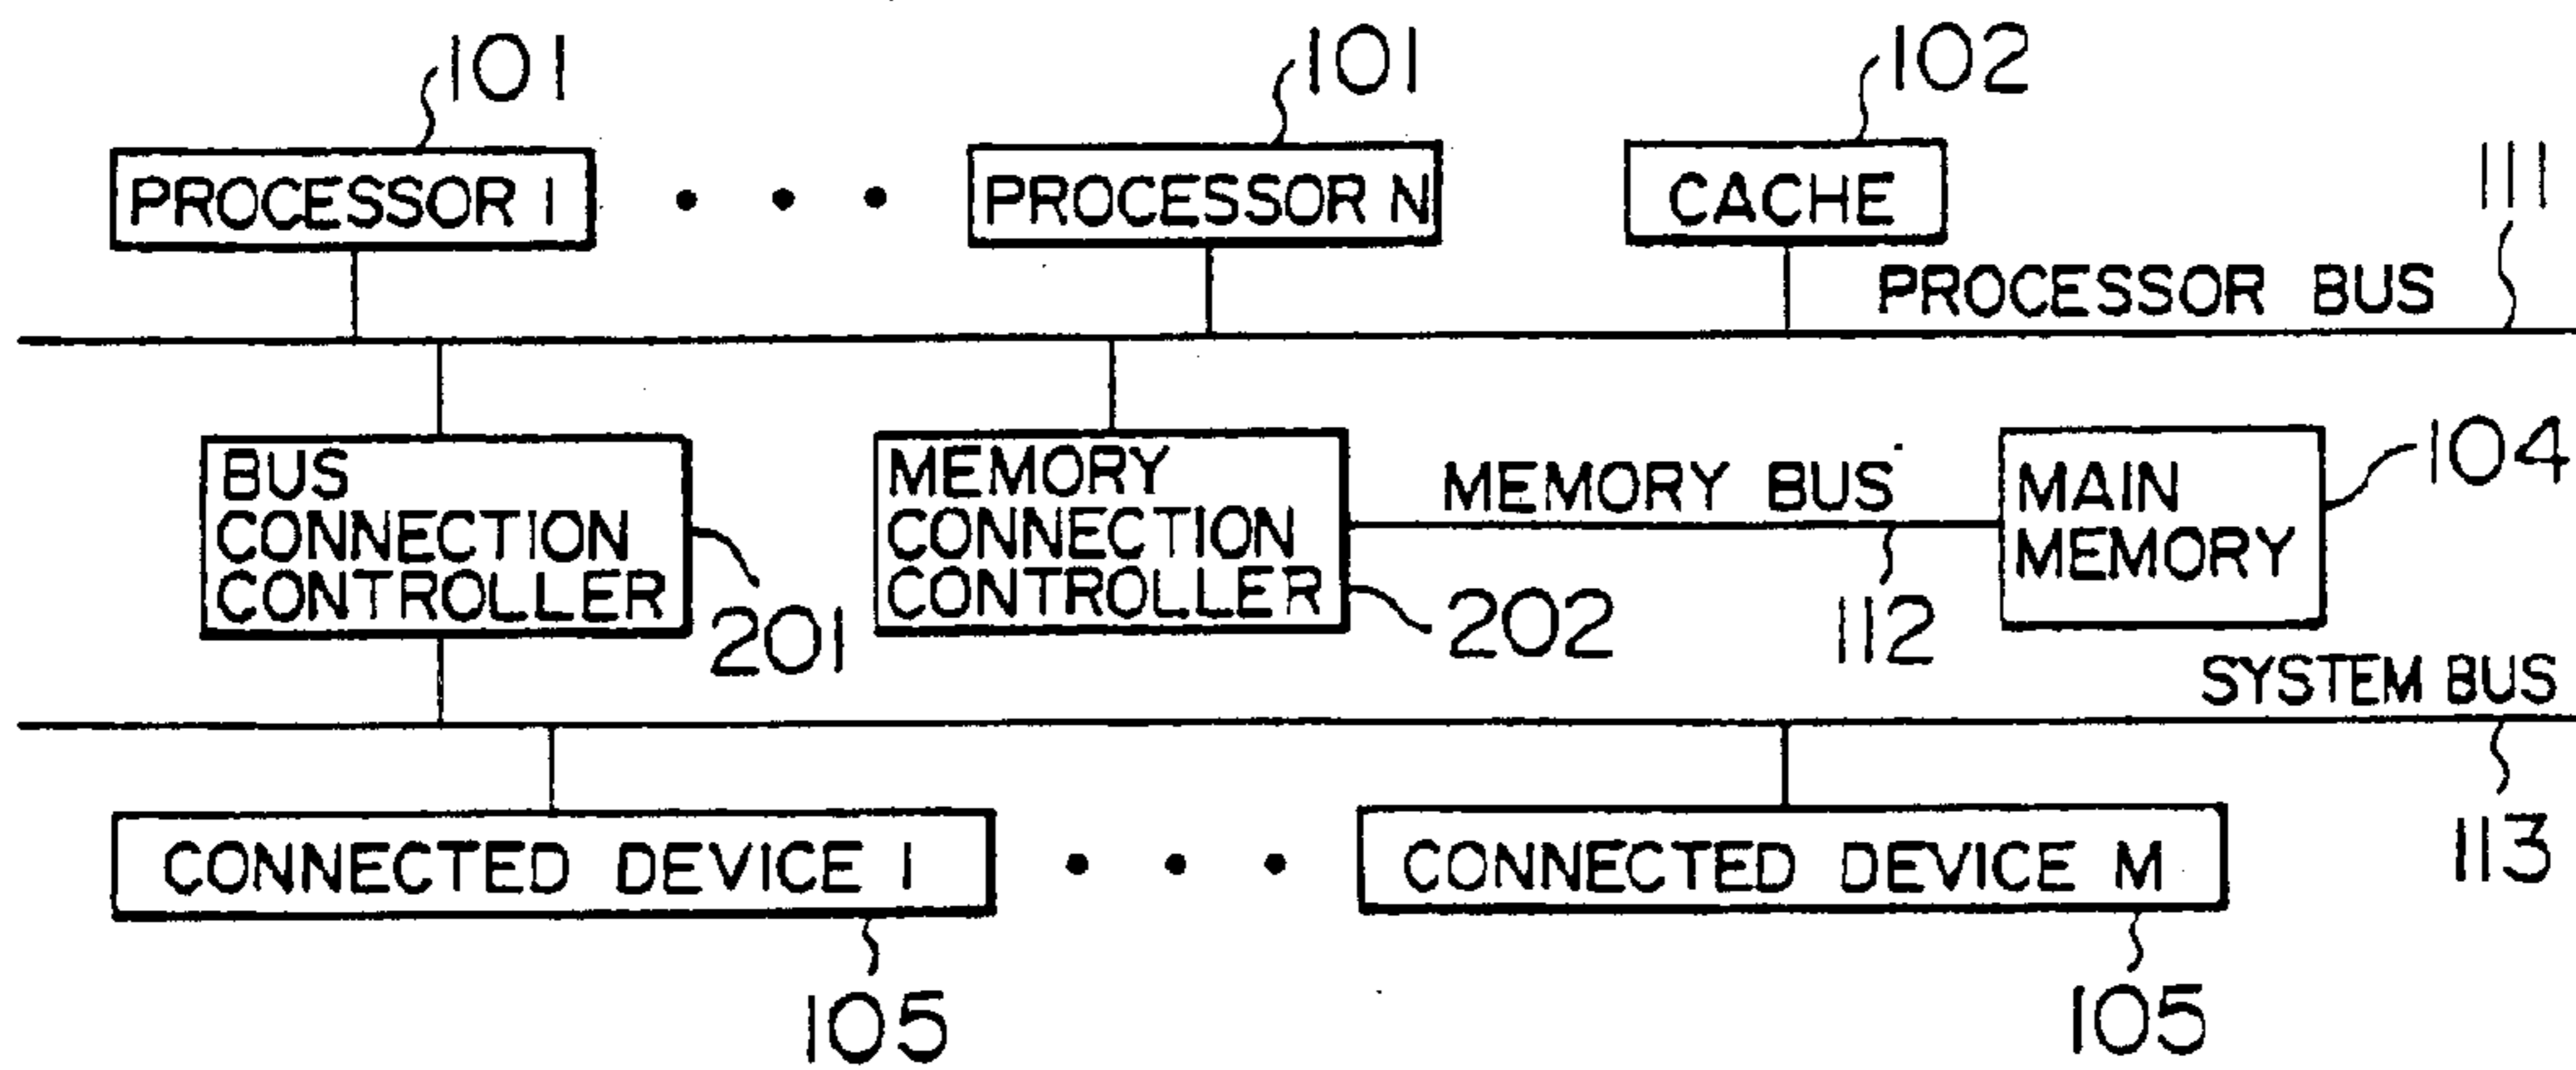 101
101
102
PROCESSOR 1
PROCESSOR N
CACHE
111
PROCESSOR BUS
BUS
CONNECTION
CONTROLLER
201
MEMORY
CONNECTION
CONTROLLER
202
MEMORY BUS
112
MAIN
MEMORY
104
SYSTEM BUS
113
CONNECTED DEVICE 1
CONNECTED DEVICE M
105
105